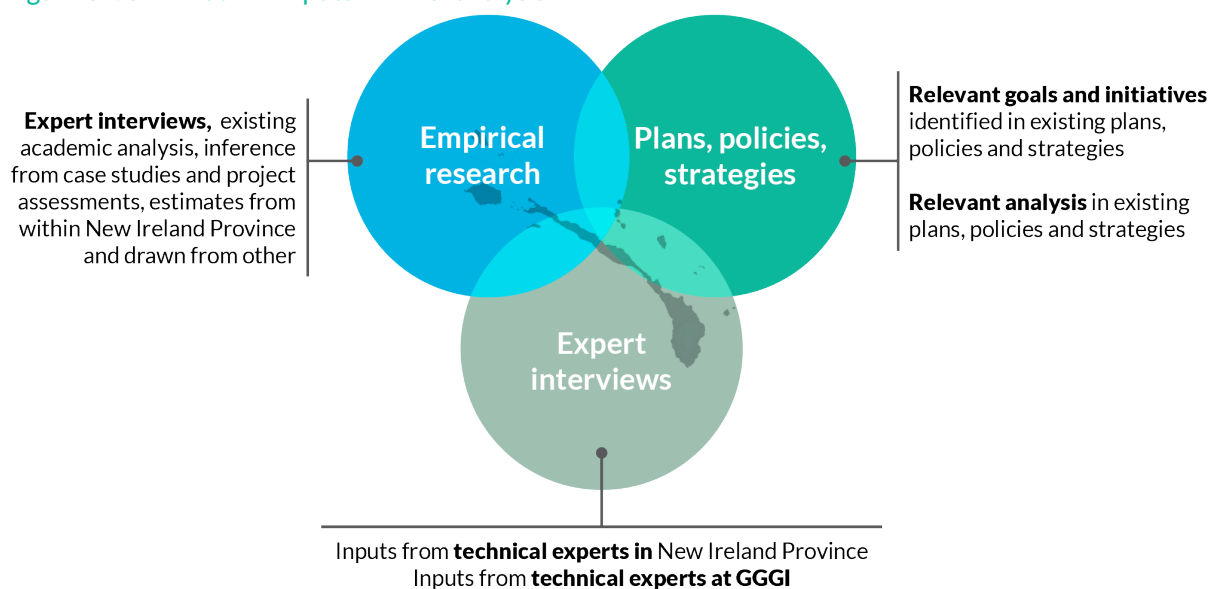 Expert interviews, existing
academic analysis, inference
from case studies and project
assessments, estimates from
within New Ireland Province
and drawn from other
Empirical
research
Plans, policies,
strategies
Relevant goals and initiatives
identified in existing plans,
policies and strategies
Relevant analysis in existing
plans, policies and strategies
Expert
interviews
Inputs from technical experts in New Ireland Province
Inputs from technical experts at GGGI